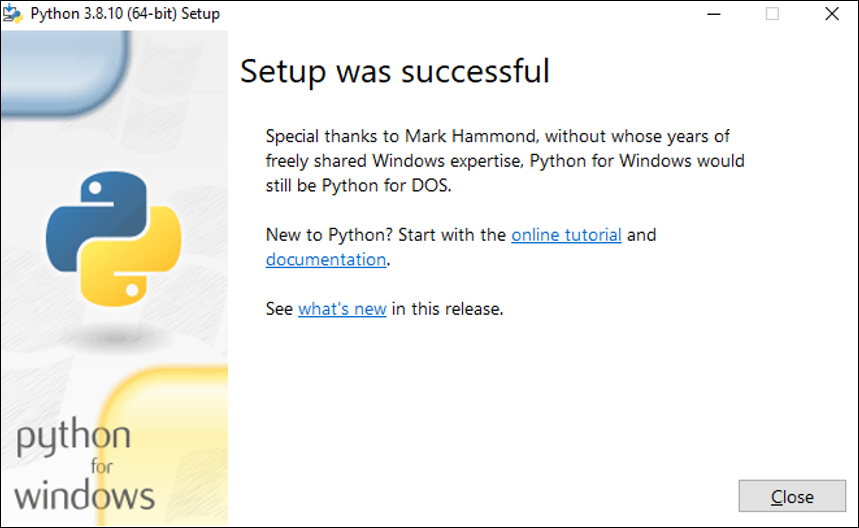 Python 3.8.10 (64-bit) Setup
Setup was successful
Special thanks to Mark Hammond, without whose years of
freely shared Windows expertise, Python for Windows would
still be Python for DOS.
New to Python? Start with the online tutorial and
documentation.
See what's new in this release.
python
for
windows
Close